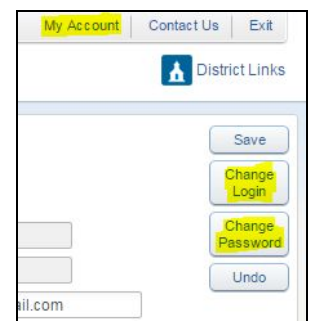 My Account Contact Us Exit
District Links
Save
Change
Login
Change
Password
Undo
ail.com